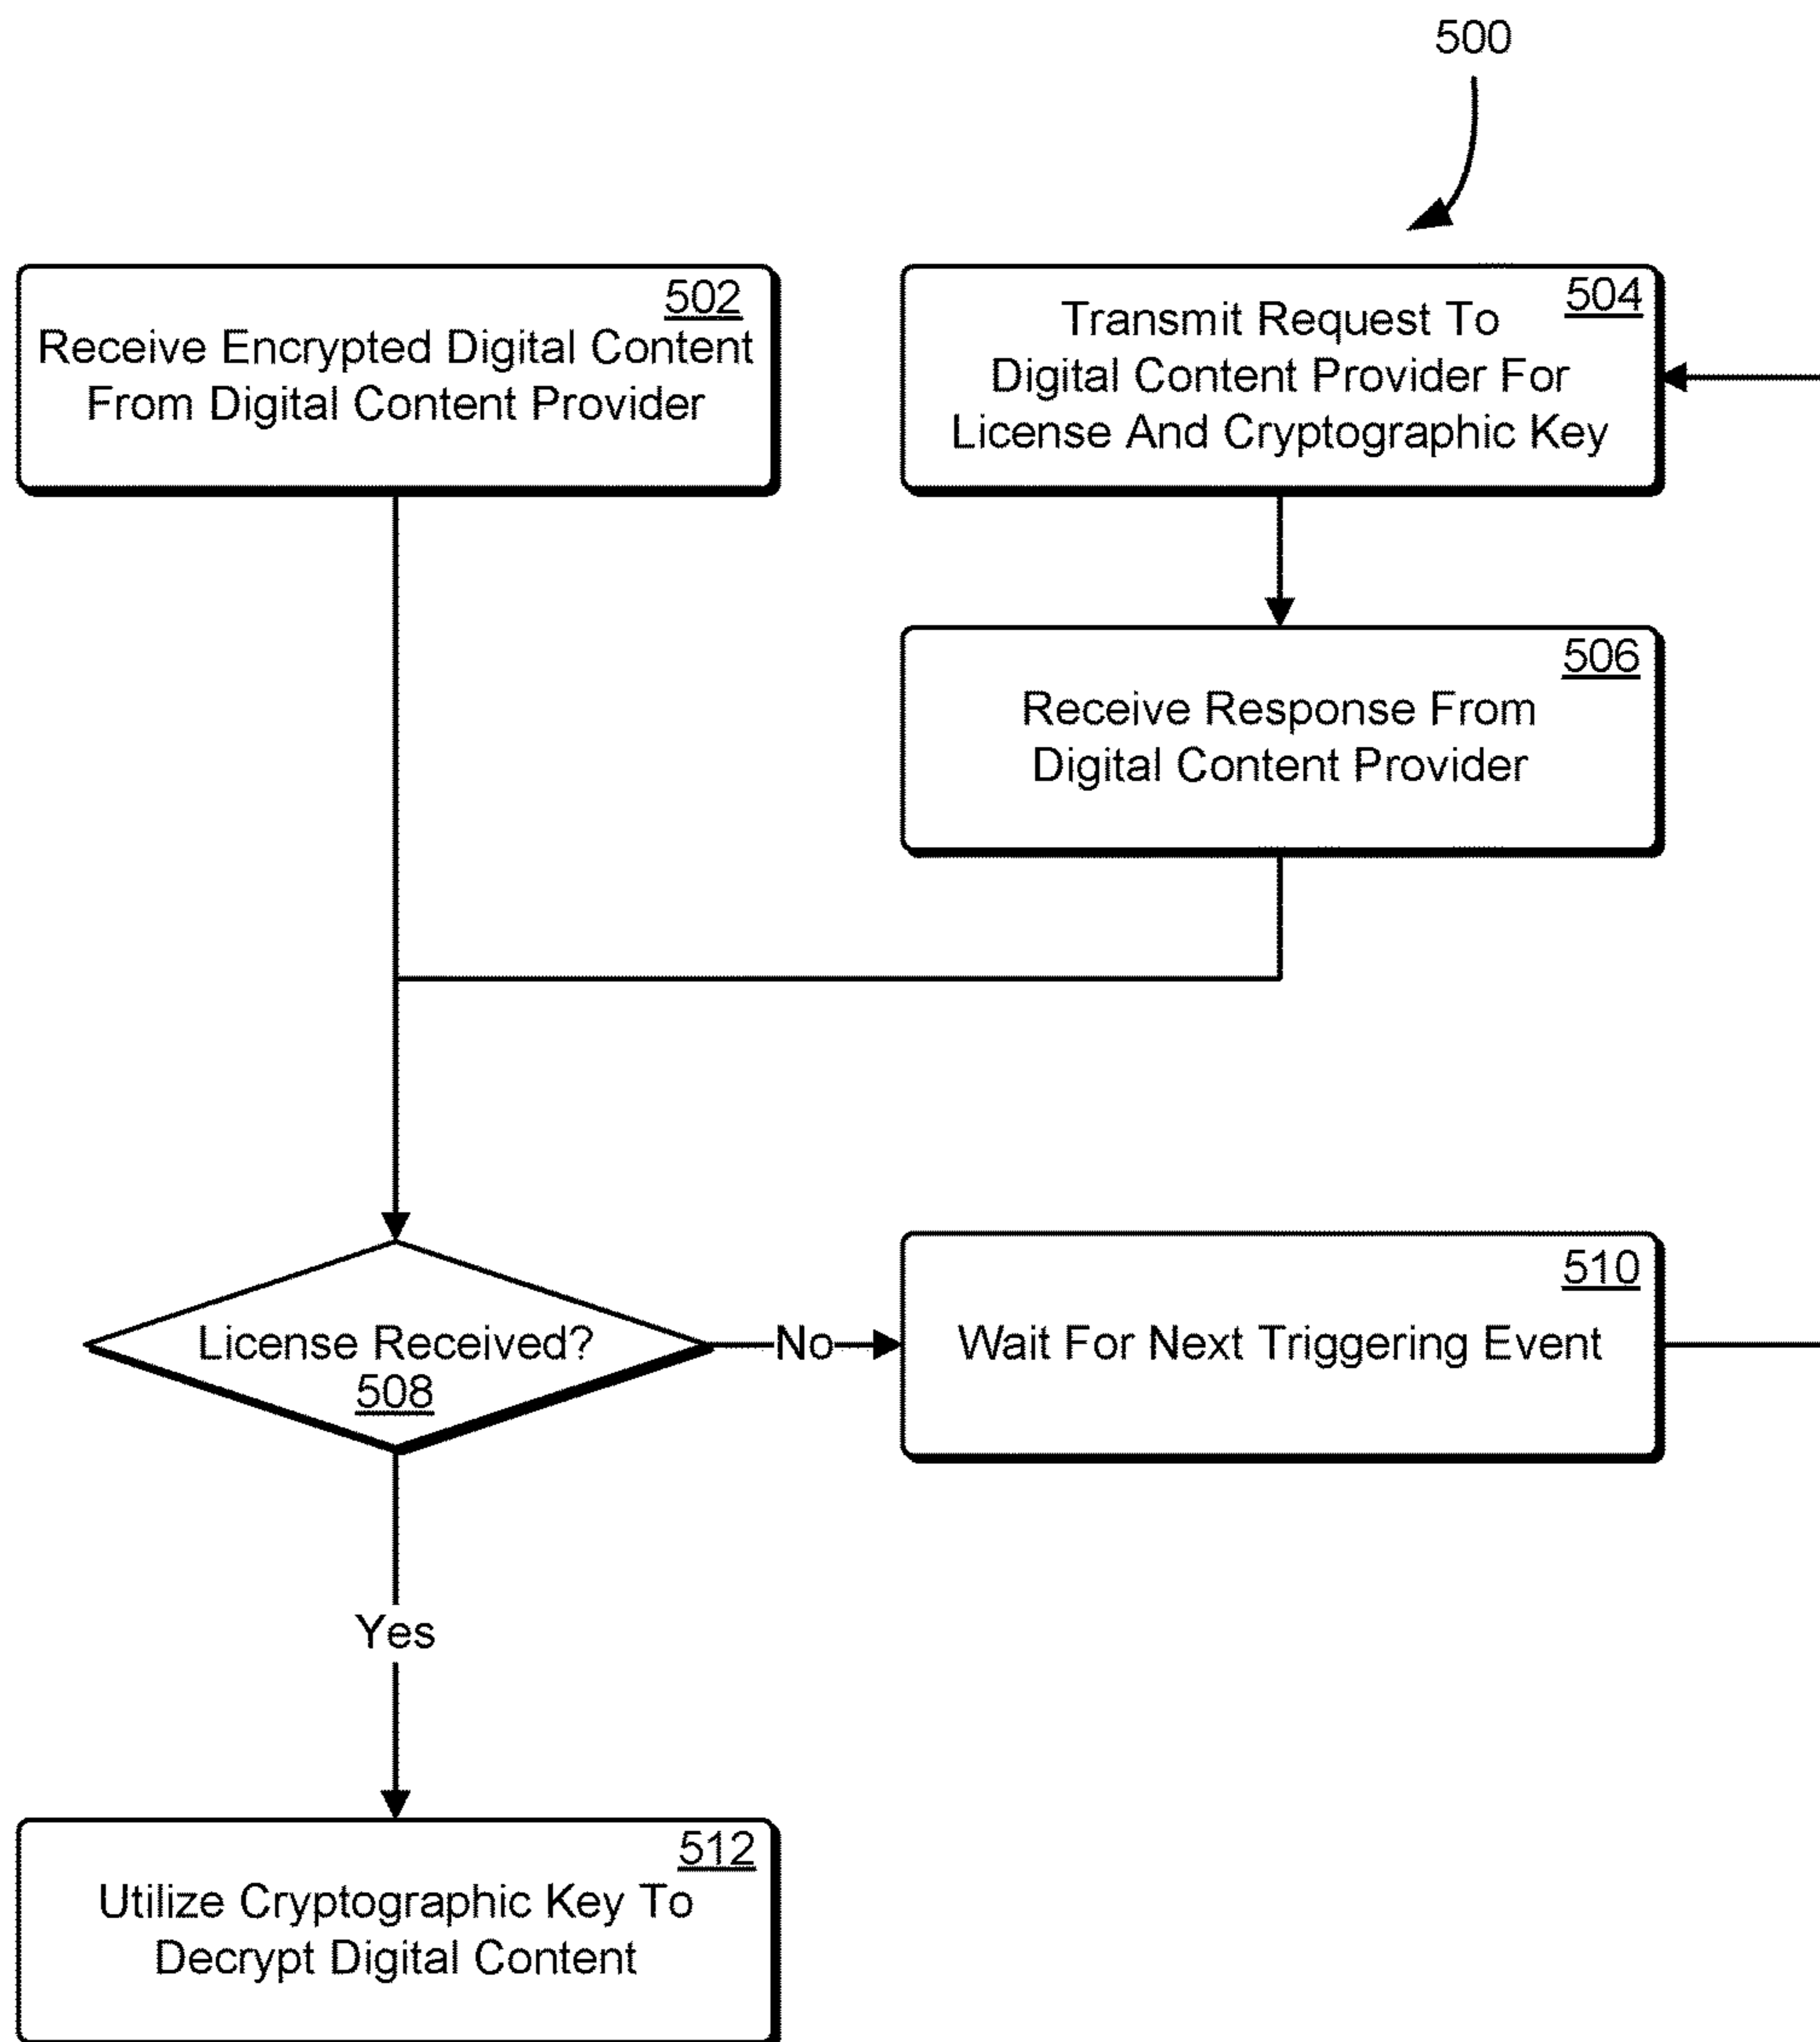 500
502
Receive Encrypted Digital Content
From Digital Content Provider
504
Transmit Request To
Digital Content Provider For
License And Cryptographic Key
506
Receive Response From
Digital Content Provider
License Received?
508
No
510
Wait For Next Triggering Event
Yes
512
Utilize Cryptographic Key To
Decrypt Digital Content